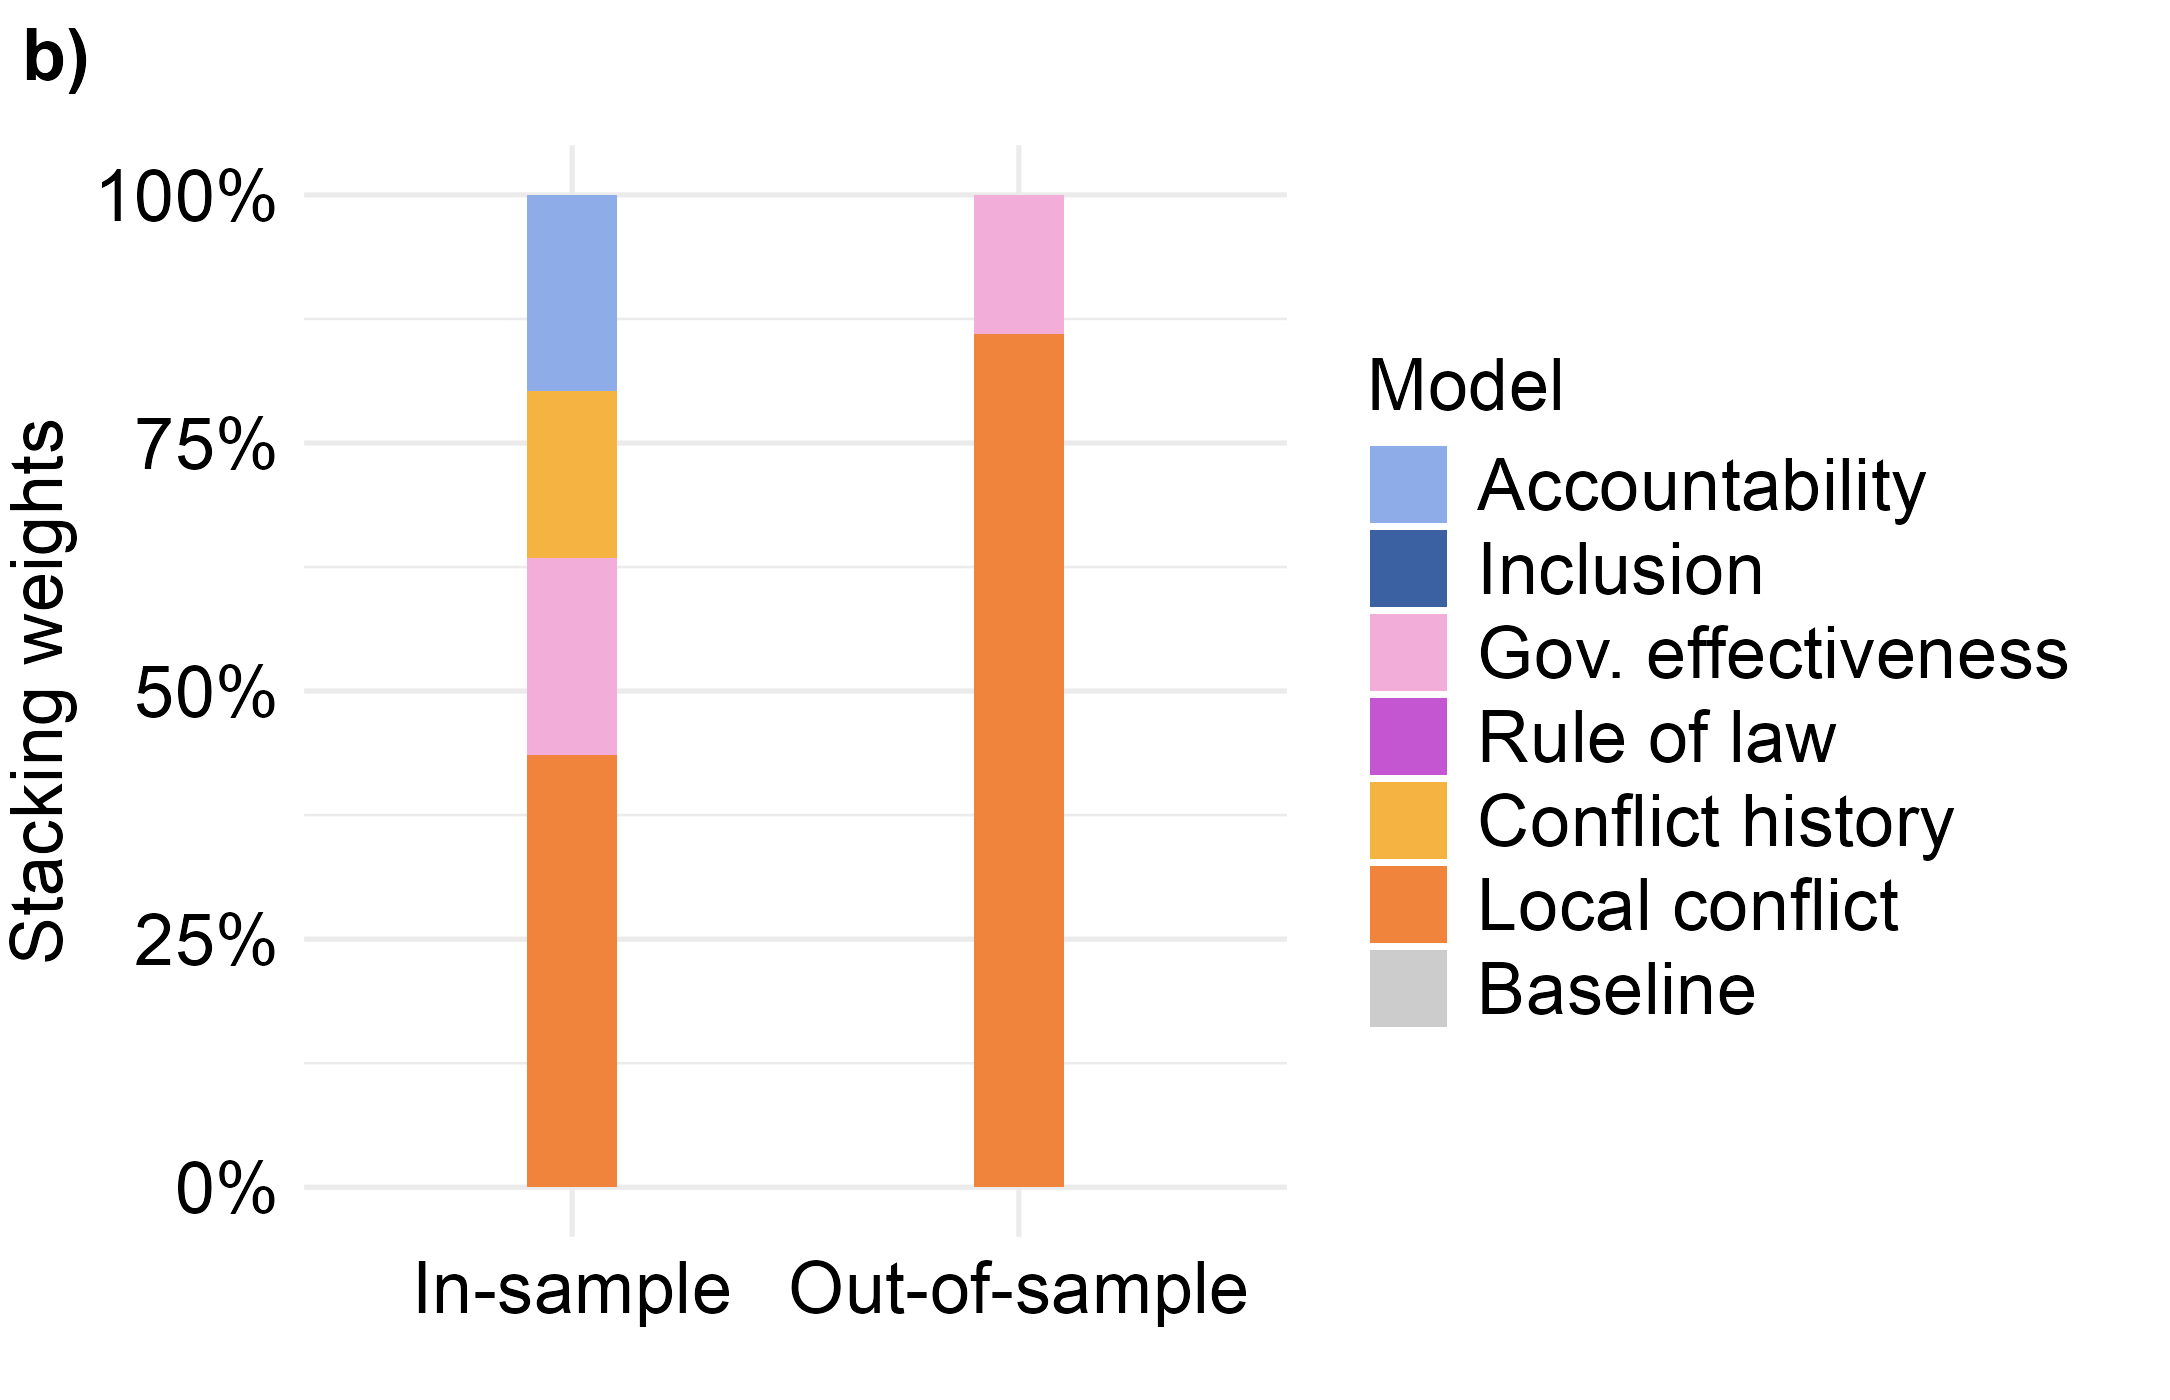 b)
Stacking weights
100%
75%
50%
25%
0%
In-sample
Out-of-sample
Model
Accountability
Inclusion
Gov. effectiveness
Rule of law
Conflict history
Local conflict
Baseline